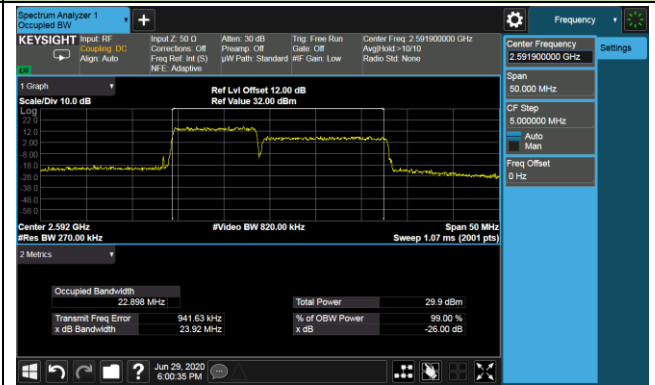 Spectrum Analyzer 1
Occupied BW
+
Frequency
KEYSIGHT
Input: RF
Coupling: DC
Align: Auto
Input Z: 50 Ω
Corrections: Off
Freq Ref: Int (S)
NFE: Adaptive
Atten: 30 dB
Preamp: Off
µW Path: Standard
Trig: Free Run
Gate: Off
#IF Gain: Low
Center Freq: 2.591900000 GHz
Avg|Hold:>10/10
Radio Std: None
Center Frequency
2.591900000 GHz
Settings
Span
50.000 MHz
CF Step
5.000000 MHz
Auto
Man
Freq Offset
0 Hz
1 Graph
Scale/Div 10.0 dB
Ref Lvl Offset 12.00 dB
Ref Value 32.00 dBm
Log
22.0
12.0
2.00
-8.00
-18.0
-28.0
-38.0
-48.0
-58.0
Center 2.592 GHz
#Res BW 270.00 kHz
#Video BW 820.00 kHz
Span 50 MHz
Sweep 1.07 ms (2001 pts)
2 Metrics
Occupied Bandwidth
22.898 MHz
Total Power
29.9 dBm
Transmit Freq Error
941.63 kHz
% of OBW Power
99.00 %
x dB Bandwidth
23.92 MHz
x dB
-26.00 dB
?
Jun 29, 2020
6:00:35 PM